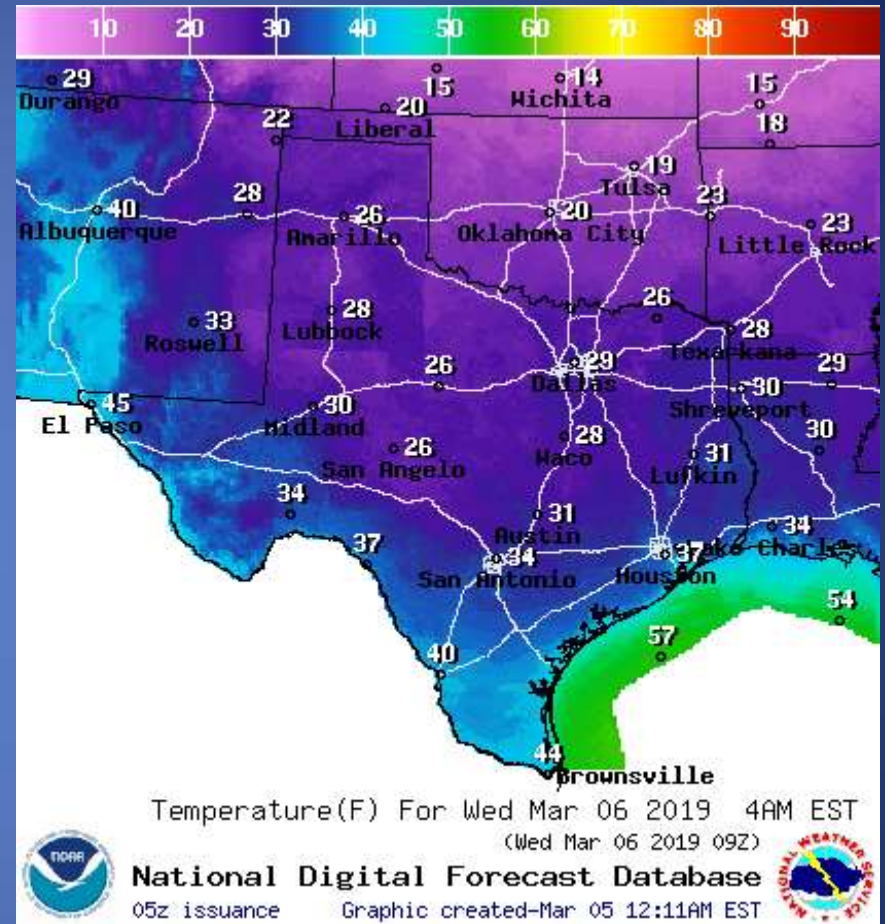 10 20 30 40 50 60 70 80 90
29
Durango
15
14
Wichita
15
20
Liberal
22
18
19
Tulsa
40
Albuquerque
28
26
Amarillo
20
Oklahoma City
23
23
Little Rock
33
Roswell
28
Lubbock
26
28
Texarkana
45
El Paso
30
Midland
26
29
Dallas
30
Shreveport
29
26
San Angelo
28
Waco
31
Lufkin
30
34
31
Austin
34
Lake Charles
37
34
San Antonio
37
Houston
54
57
40
44
Brownsville
Temperature(F) For Wed Mar 06 2019 4AM EST
(Wed Mar 06 2019 09Z)
NOAA
National Digital Forecast Database
05z issuance Graphic created-Mar 05 12:11AM EST
NATIONAL WEATHER SERVICE